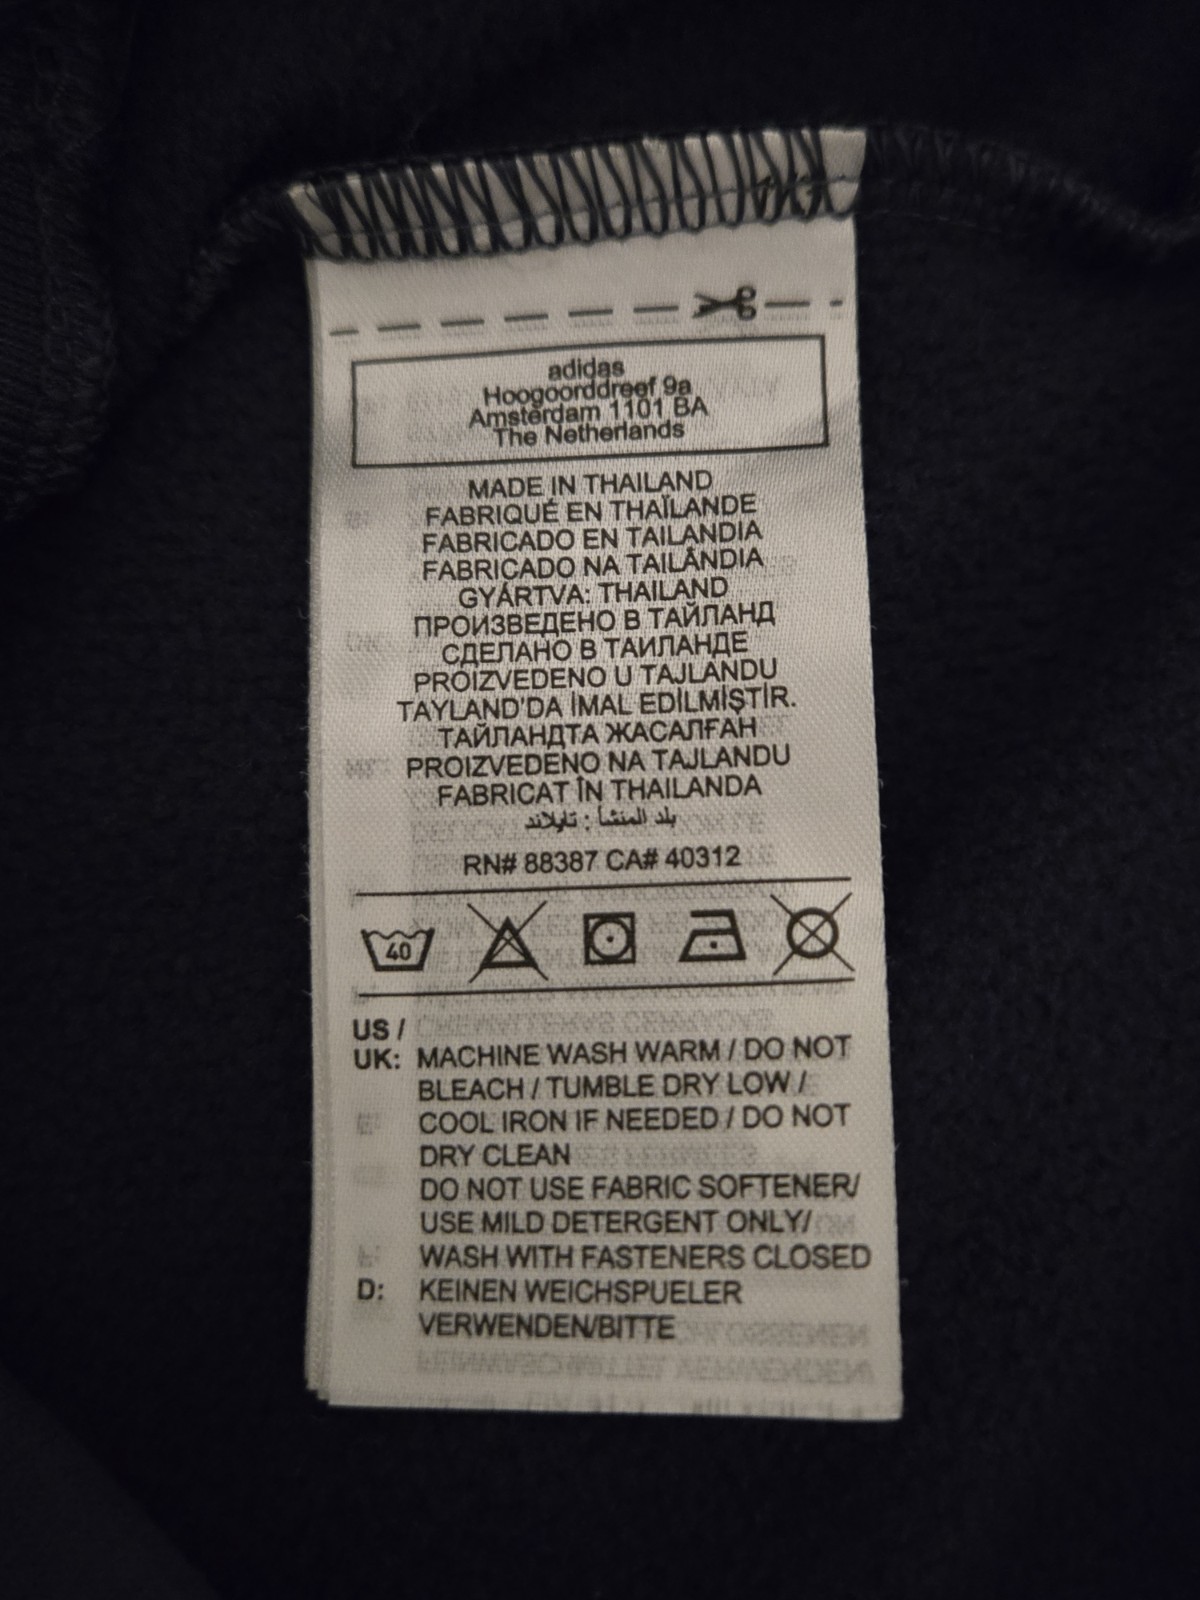 adidas
Hoogoorddreef 9a
Amsterdam 1101 BA
The Netherlands
MADE IN THAILAND
FABRIQUÉ EN THAÏLANDE
FABRICADO EN TAILANDIA
FABRICADO NA TAILÂNDIA
GYÁRTVA: THAILAND
ПРОИЗВЕДЕНО В ТАЙЛАНД
СДЕЛАНО В ТАИЛАНДЕ
PROIZVEDENO U TAJLANDU
TAYLAND'DA İMAL EDİLMİŞTİR.
ТАЙЛАНДТА ЖАСАЛҒАН
PROIZVEDENO NA TAJLANDU
FABRICAT ÎN THAILANDA
بلد المنشأ : تايلاند
RN# 88387 CA# 40312
40
US /
UK: MACHINE WASH WARM / DO NOT
BLEACH / TUMBLE DRY LOW /
COOL IRON IF NEEDED / DO NOT
DRY CLEAN
DO NOT USE FABRIC SOFTENER/
USE MILD DETERGENT ONLY/
WASH WITH FASTENERS CLOSED
D: KEINEN WEICHSPUELER
VERWENDEN/BITTE